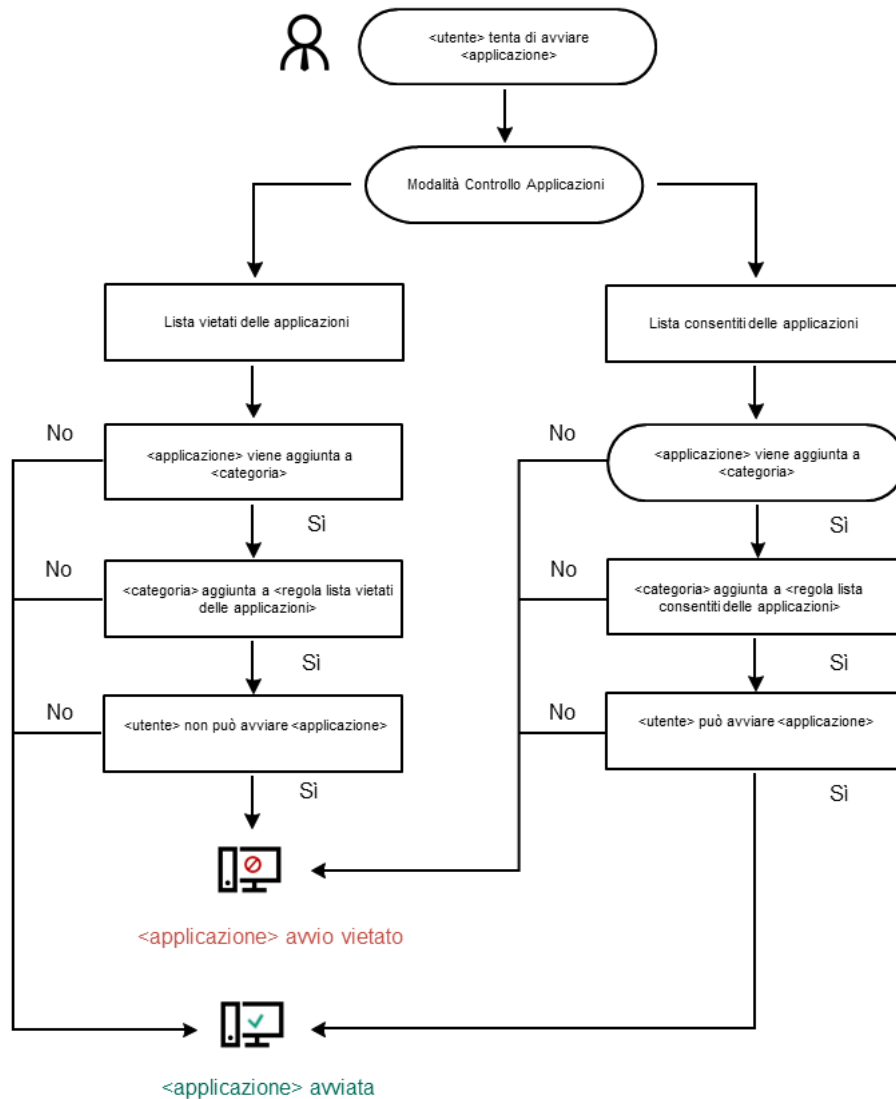 <utente> tenta di avviare
<applicazione>
Modalità Controllo Applicazioni
Lista vietati delle applicazioni
Lista consentiti delle applicazioni
No
<applicazione> viene aggiunta a
<categoria>
Sì
No
<applicazione> viene aggiunta a
<categoria>
Sì
No
<categoria> aggiunta a <regola lista vietati
delle applicazioni>
Sì
No
<categoria> aggiunta a <regola lista
consentiti delle applicazioni>
Sì
No
<utente> non può avviare <applicazione>
Sì
No
<utente> può avviare <applicazione>
Sì
<applicazione> avvio vietato
<applicazione> avviata